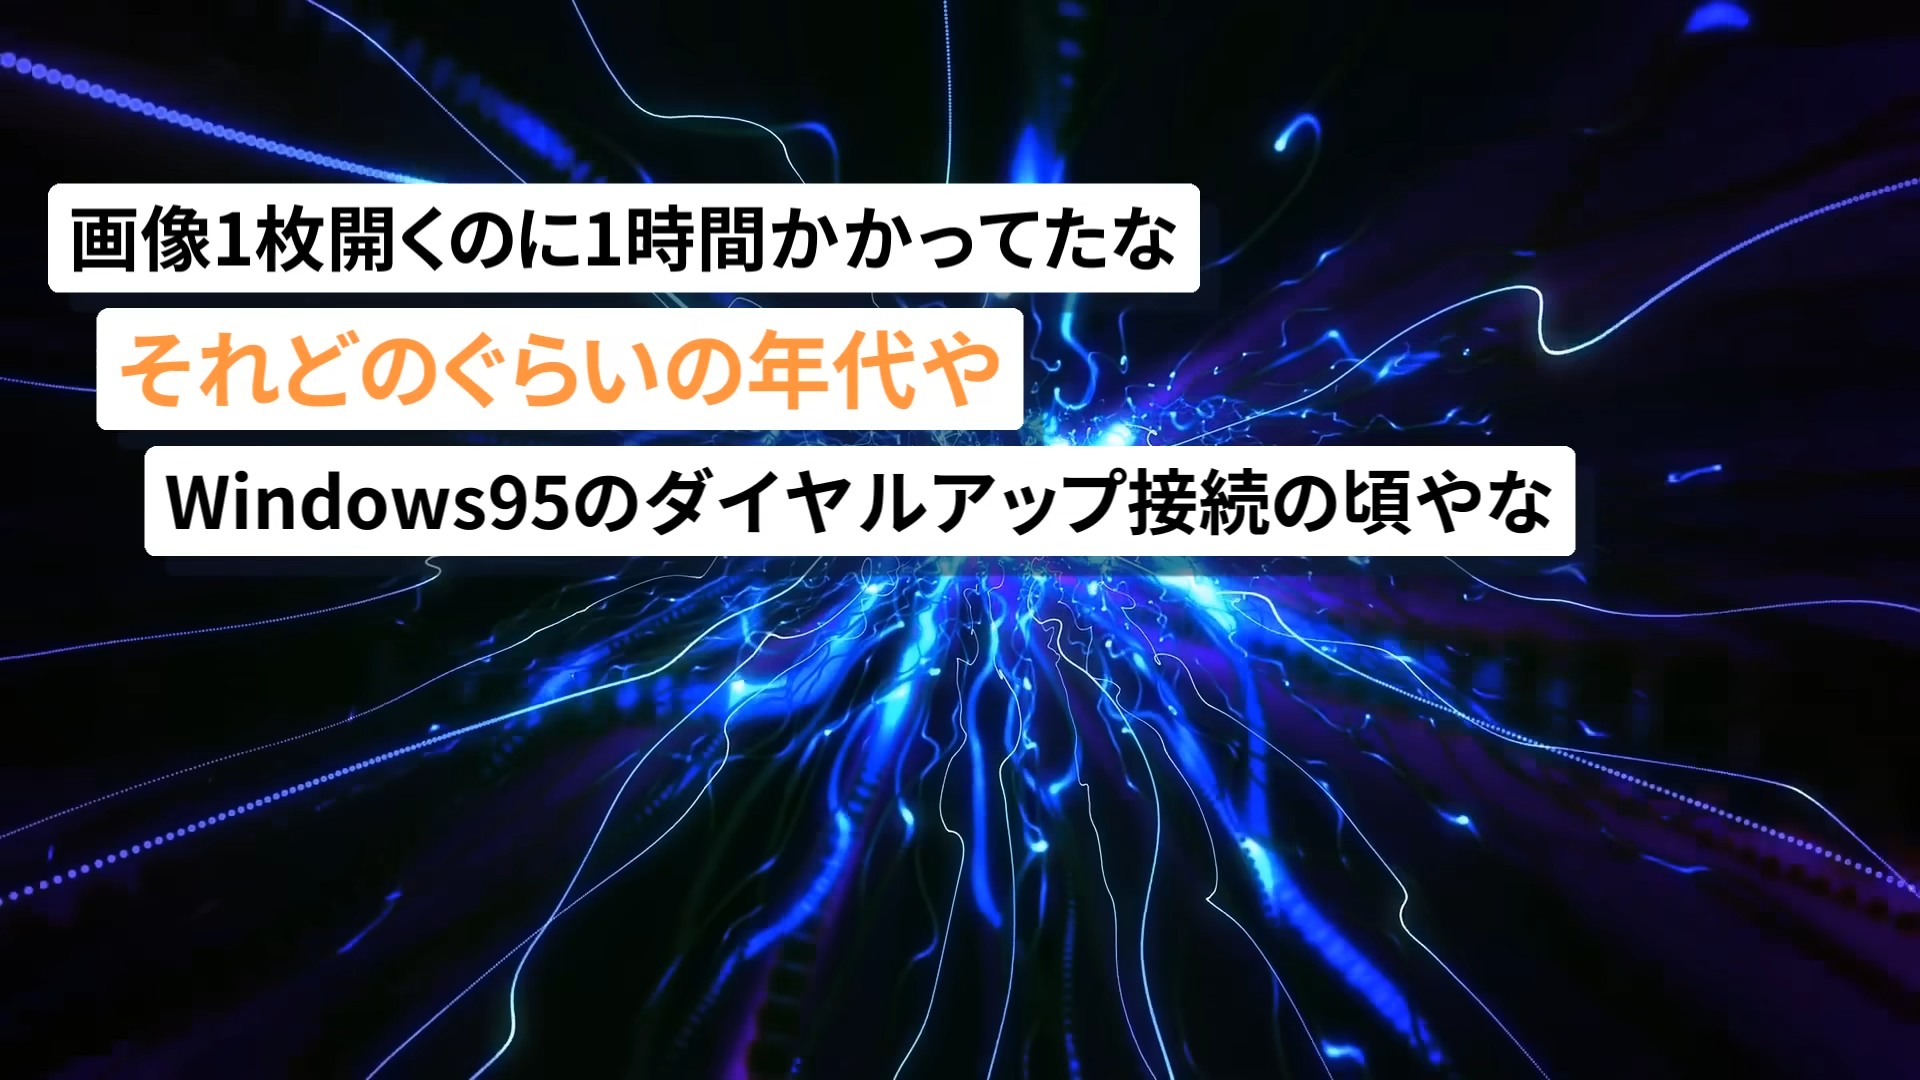 画像1枚開くのに1時間かかってたな
それどのぐらいの年代や
Windows95のダイヤルアップ接続の頃やな